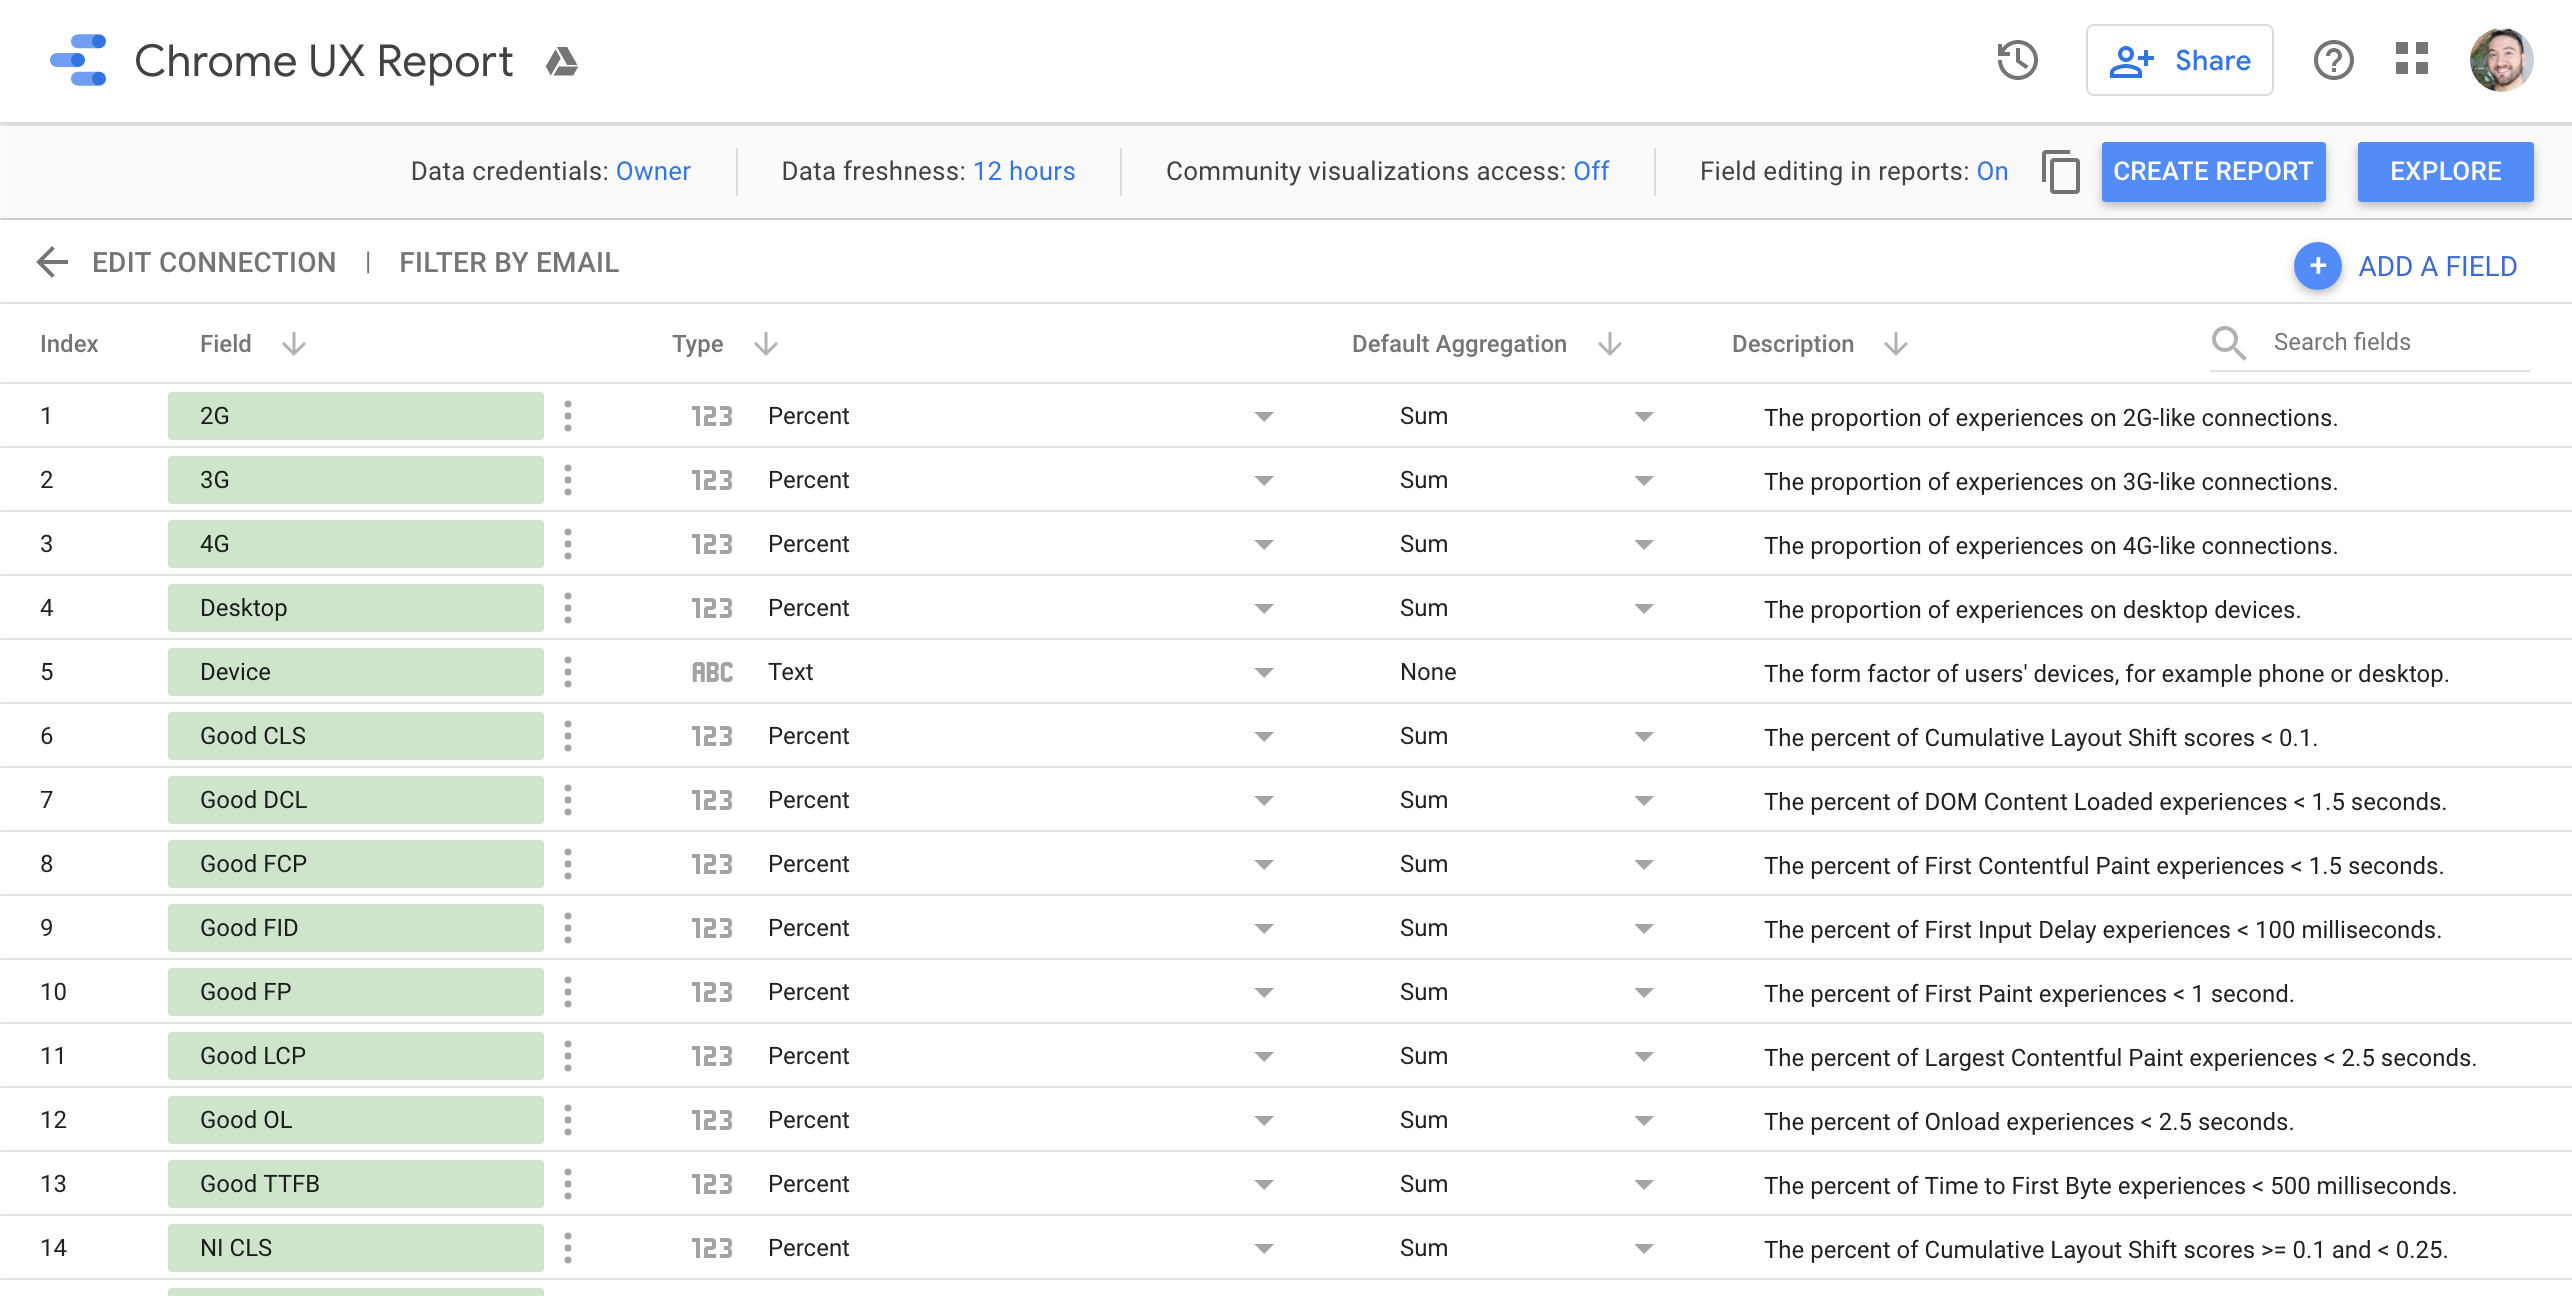 Chrome UX Report
Share
Data credentials: Owner
Data freshness: 12 hours
Community visualizations access: Off
Field editing in reports: On
CREATE REPORT
EXPLORE
EDIT CONNECTION | FILTER BY EMAIL
ADD A FIELD
Index Field Type Default Aggregation Description Search fields
1 2G 123 Percent Sum The proportion of experiences on 2G-like connections.
2 3G 123 Percent Sum The proportion of experiences on 3G-like connections.
3 4G 123 Percent Sum The proportion of experiences on 4G-like connections.
4 Desktop 123 Percent Sum The proportion of experiences on desktop devices.
5 Device ABC Text None The form factor of users' devices, for example phone or desktop.
6 Good CLS 123 Percent Sum The percent of Cumulative Layout Shift scores < 0.1.
7 Good DCL 123 Percent Sum The percent of DOM Content Loaded experiences < 1.5 seconds.
8 Good FCP 123 Percent Sum The percent of First Contentful Paint experiences < 1.5 seconds.
9 Good FID 123 Percent Sum The percent of First Input Delay experiences < 100 milliseconds.
10 Good FP 123 Percent Sum The percent of First Paint experiences < 1 second.
11 Good LCP 123 Percent Sum The percent of Largest Contentful Paint experiences < 2.5 seconds.
12 Good OL 123 Percent Sum The percent of Onload experiences < 2.5 seconds.
13 Good TTFB 123 Percent Sum The percent of Time to First Byte experiences < 500 milliseconds.
14 NI CLS 123 Percent Sum The percent of Cumulative Layout Shift scores >= 0.1 and < 0.25.